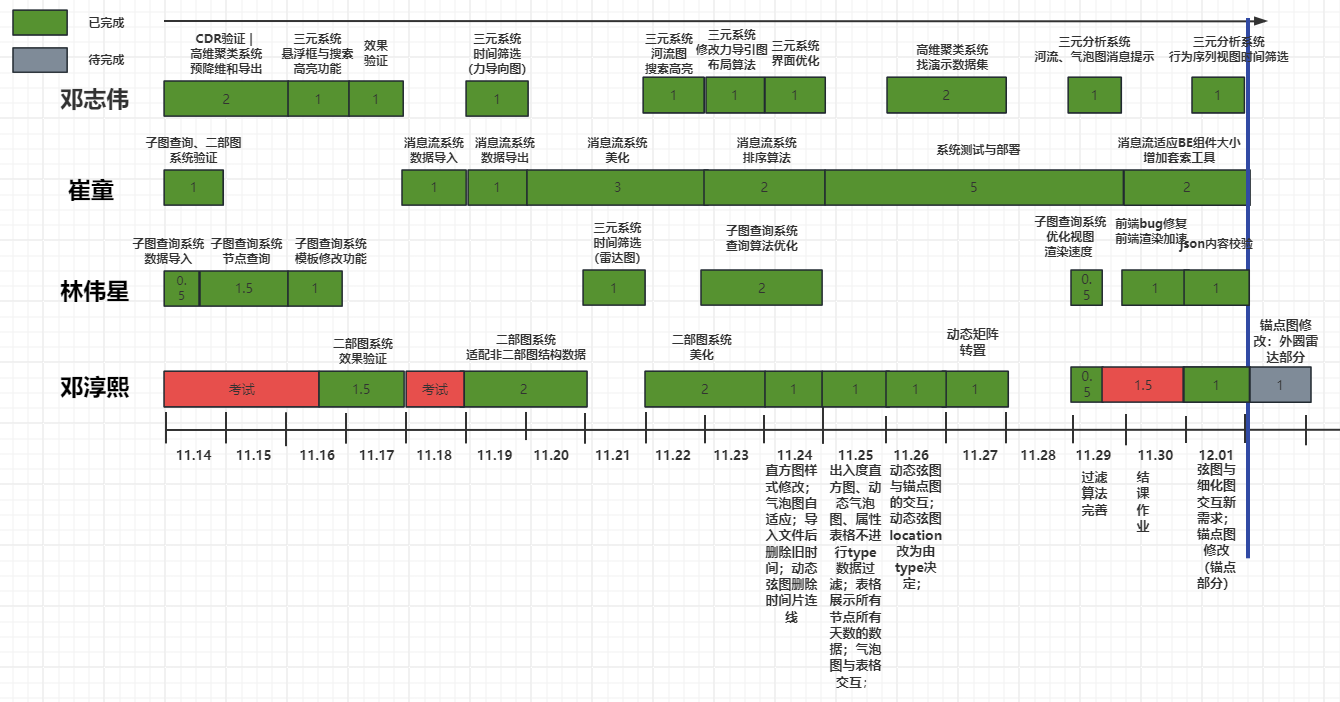 已完成
待完成
CDR验证 |
高维聚类系统
预降维和导出
三元系统
悬浮框与搜索
高亮功能
效果
验证
三元系统
时间筛选
(力导向图)
三元系统
河流图
搜索高亮
三元系统
修改力导引图
布局算法
三元系统
界面优化
高维聚类系统
找演示数据集
三元分析系统
河流、气泡图消息提示
三元分析系统
行为序列视图时间筛选
邓志伟
2
1
1
1
1
1
1
2
1
1
子图查询、二部图
系统验证
消息流系统
数据导入
消息流系统
数据导出
消息流系统
美化
消息流系统
排序算法
系统测试与部署
消息流适应BE组件大小
增加套索工具
崔童
1
1
1
3
2
5
2
子图查询系统
数据导入
子图查询系统
节点查询
子图查询系统
模板修改功能
三元系统
时间筛选
(雷达图)
子图查询系统
查询算法优化
子图查询系统
优化视图
渲染速度
前端bug修复
前端渲染加速
json内容校验
林伟星
0.
5
1.5
1
1
2
0.
5
1
1
二部图系统
效果验证
二部图系统
适配非二部图结构数据
二部图系统
美化
动态矩阵
转置
锚点图修
改：外圈雷
达部分
邓淳熙
考试
1.5
考试
2
2
1
1
1
1
0.
5
1.5
1
1
11.14
11.15
11.16
11.17
11.18
11.19
11.20
11.21
11.22
11.23
11.24
11.25
11.26
11.27
11.28
11.29
11.30
12.01
直方图样
式修改；
气泡图自
适应；导
入文件后
删除旧时
间；动态
弦图删除
时间片连
线
出入度直
方图、动
态气泡
图、属性
表格不进
行type
数据过
滤；表格
展示所有
节点所有
天数的数
据；气泡
图与表格
交互；
动态弦图
与锚点图
的交互；
动态弦图
location
改为由
type决
定；
过滤
算法
完善
结
课
作
业
弦图与
细化图
交互新
需求；
锚点图
修改
（锚点
部分）